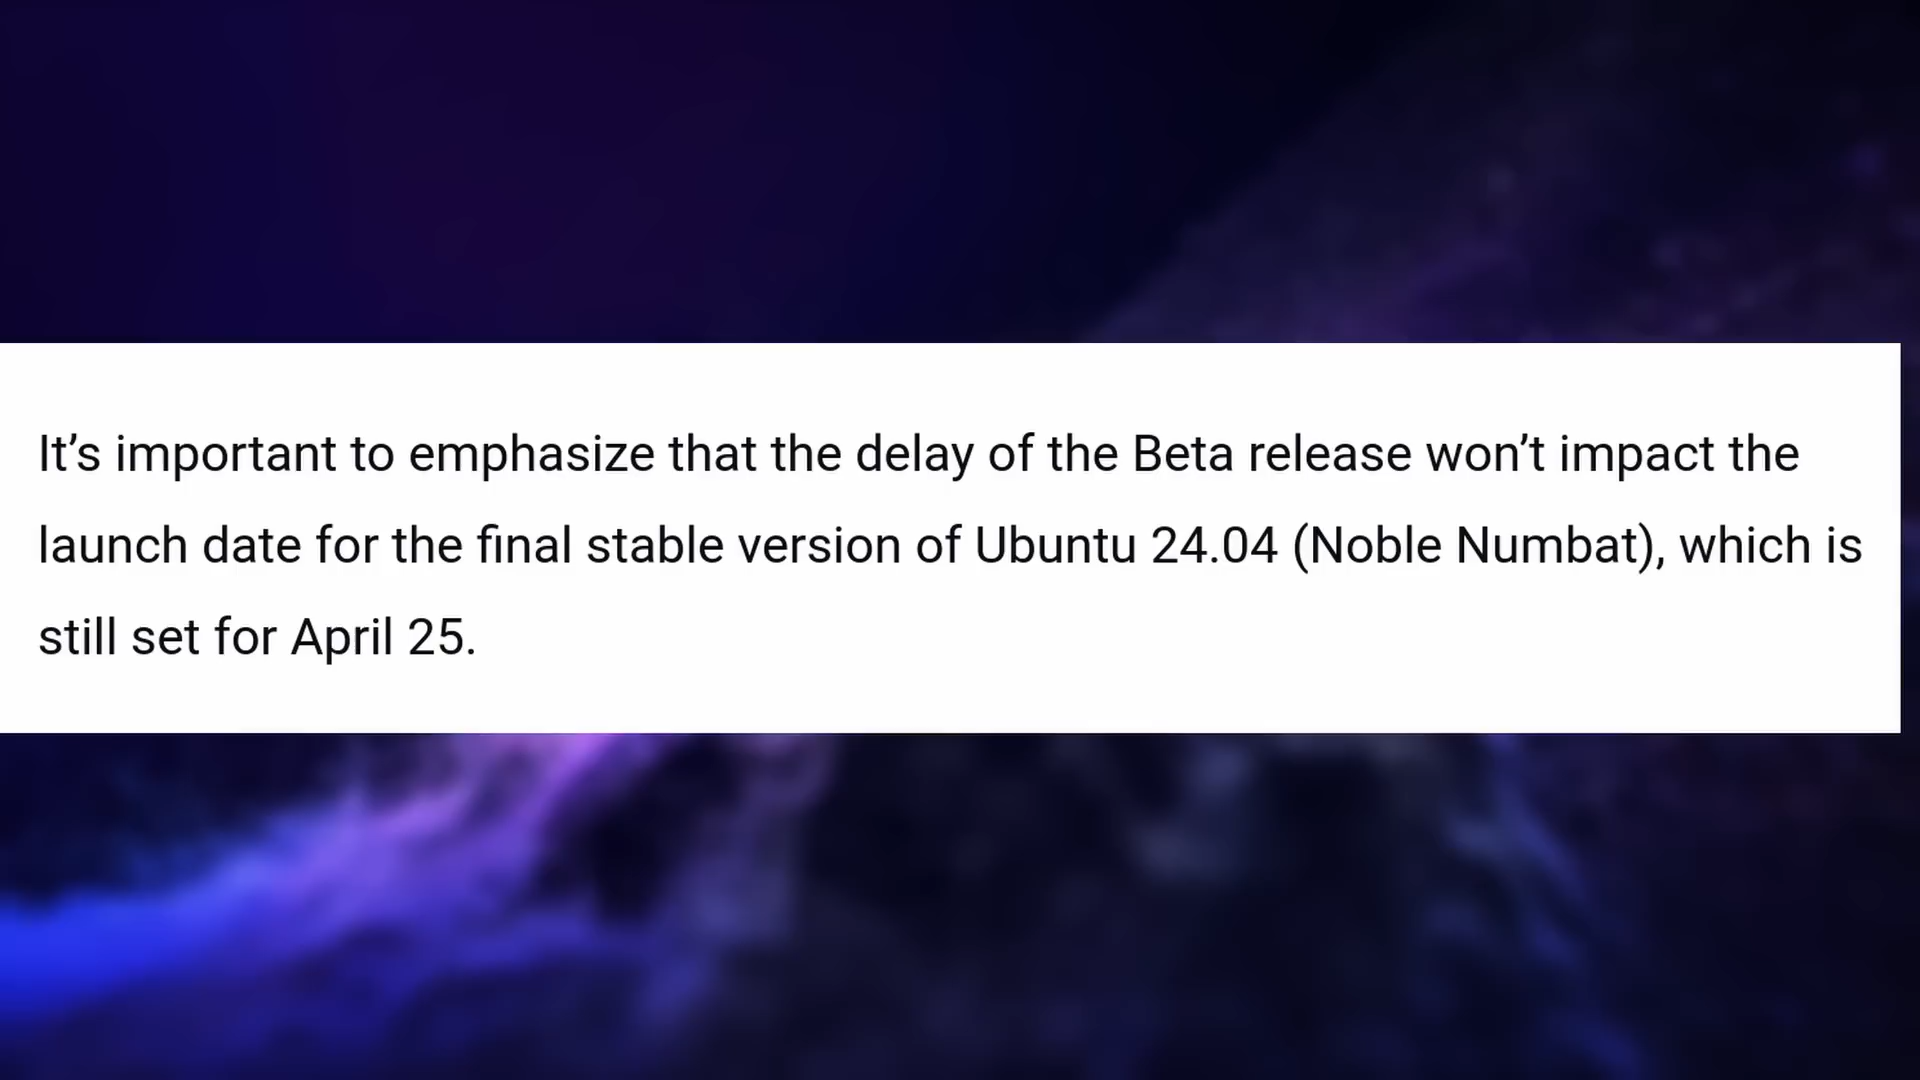 It’s important to emphasize that the delay of the Beta release won’t impact the
launch date for the final stable version of Ubuntu 24.04 (Noble Numbat), which is
still set for April 25.